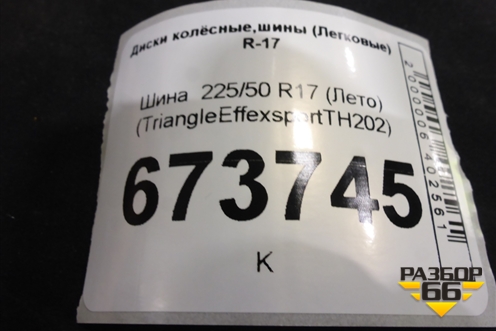 Диски колёсные,шины (Легковые)
R-17
Шина 225/50 R17 (Лето)
(TriangleEffexsportTH202)
673745
К
2000006402561
РАЗБОР
66